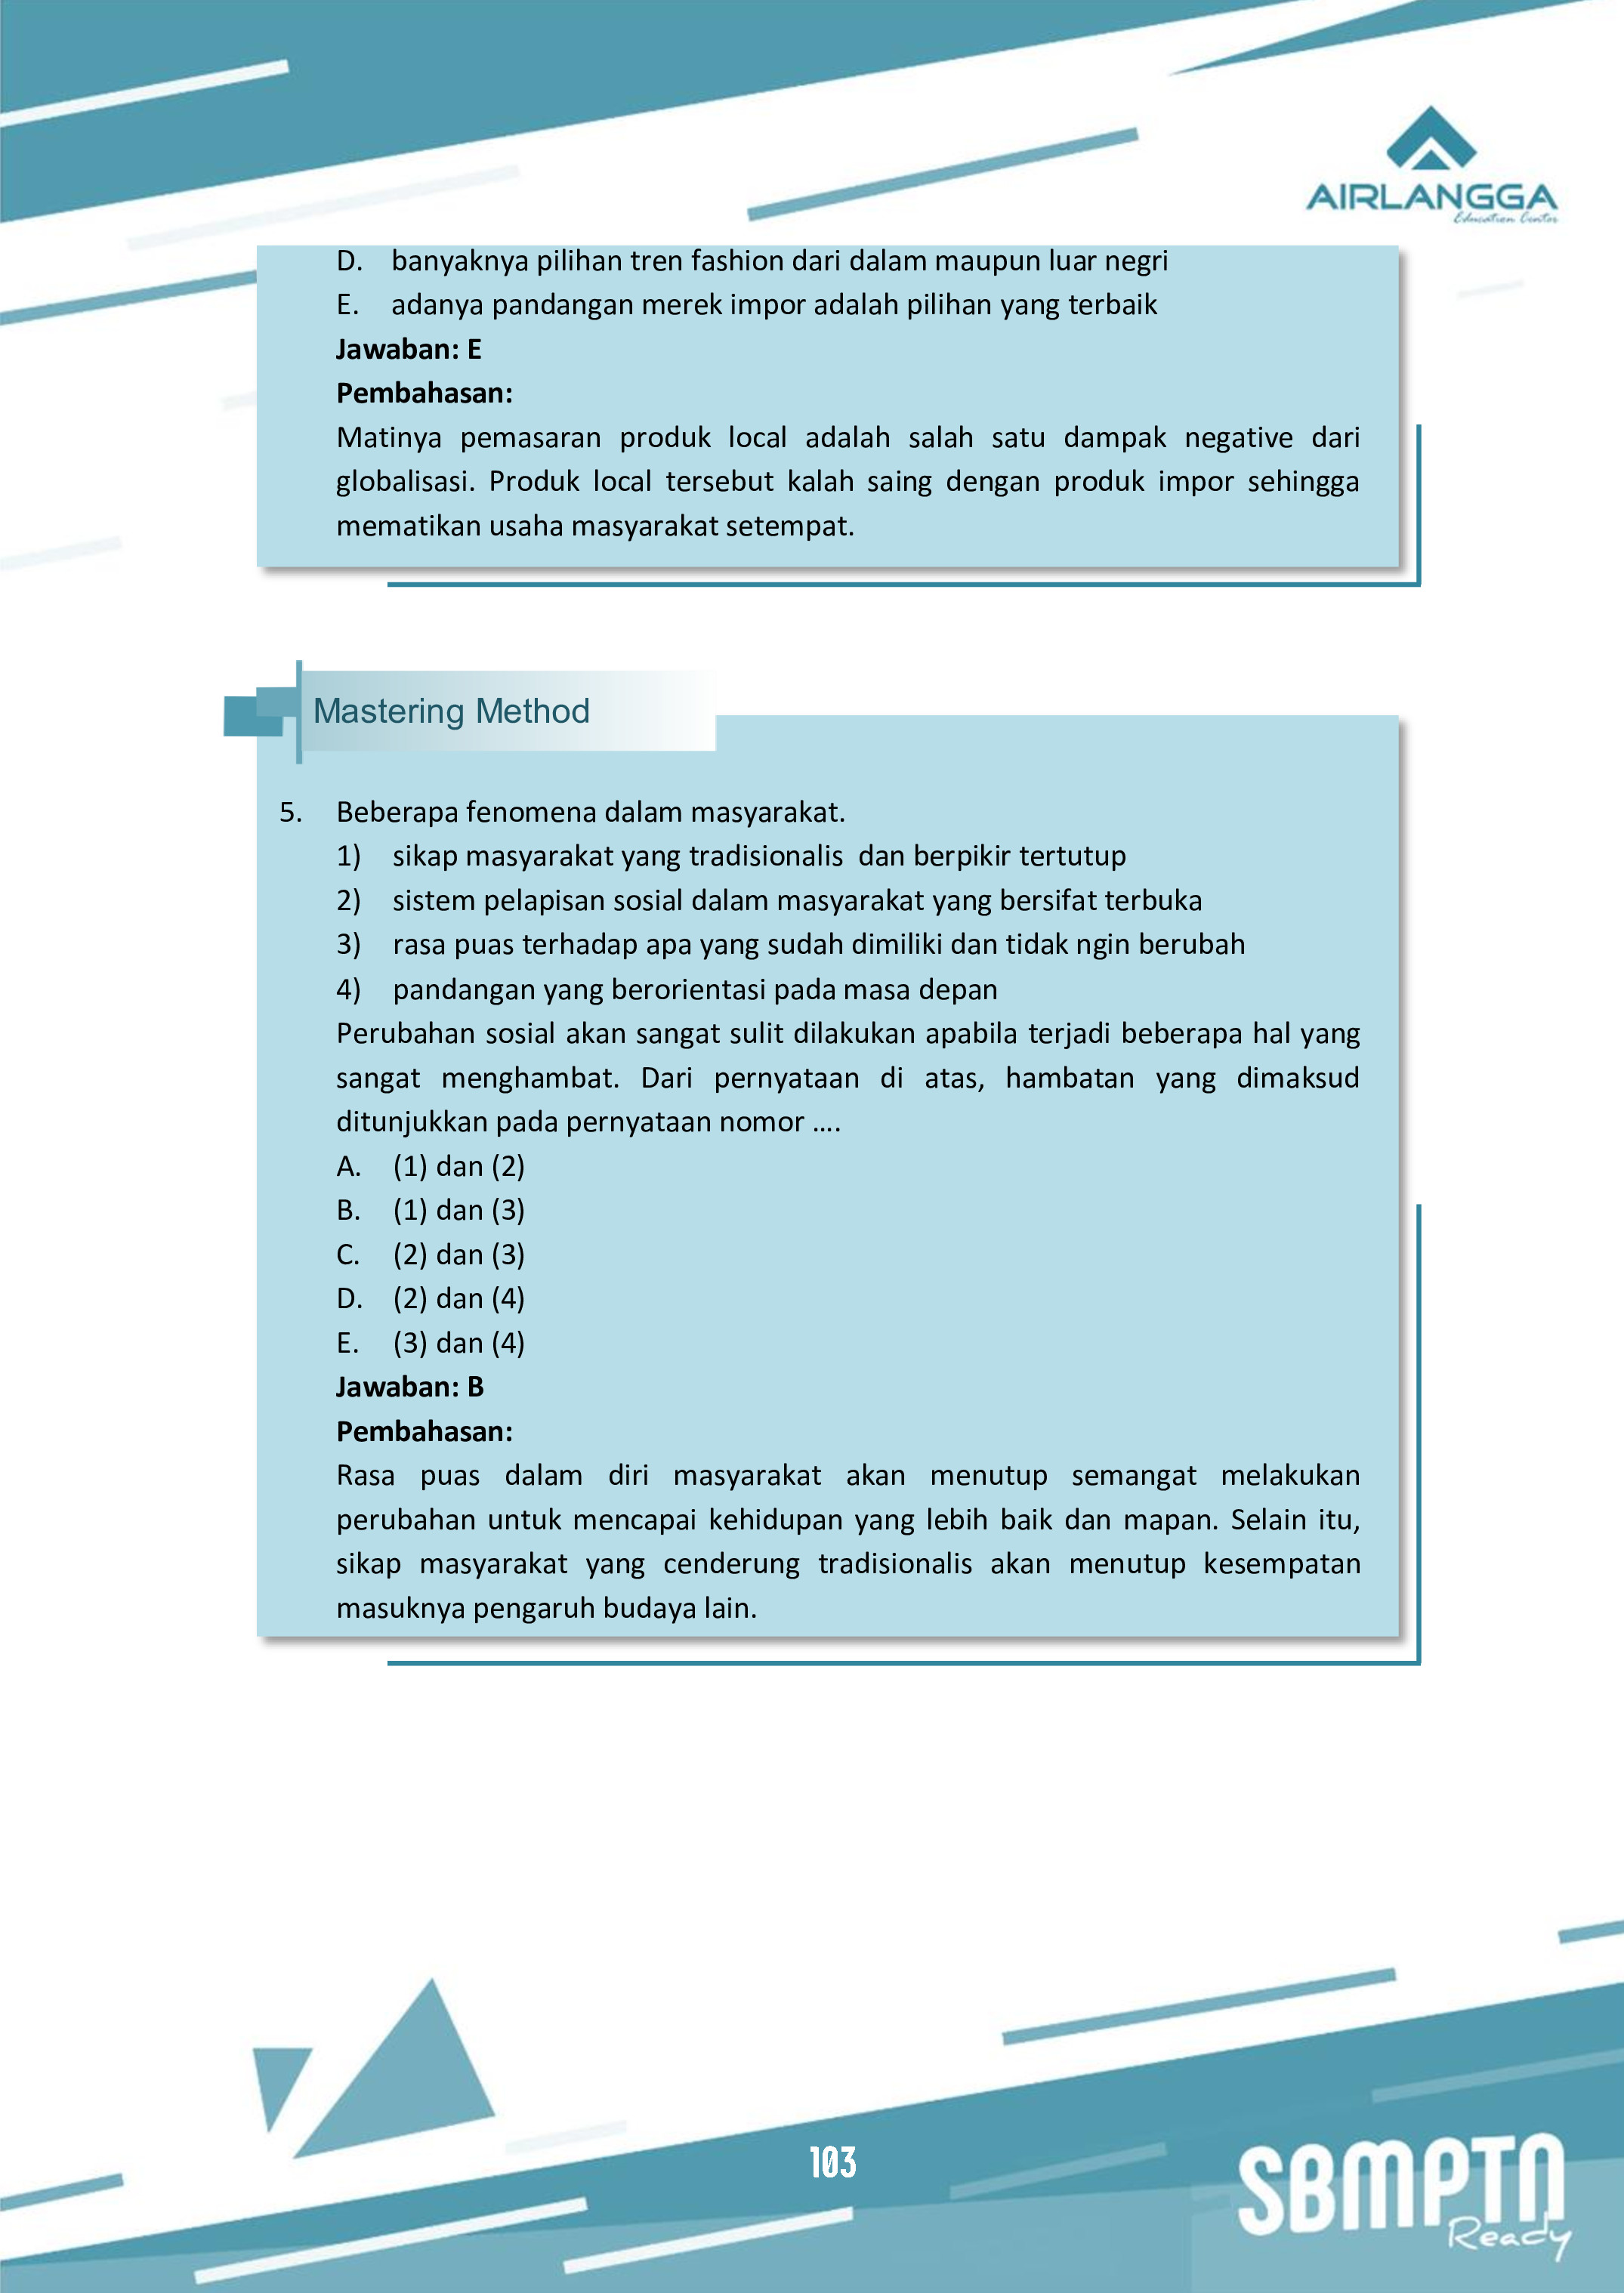 AIRLANGGA
Education Center
D. banyaknya pilihan tren fashion dari dalam maupun luar negri
E. adanya pandangan merek impor adalah pilihan yang terbaik
Jawaban: E
Pembahasan:
Matinya pemasaran produk local adalah salah satu dampak negative dari
globalisasi. Produk local tersebut kalah saing dengan produk impor sehingga
mematikan usaha masyarakat setempat.
Mastering Method
5. Beberapa fenomena dalam masyarakat.
1) sikap masyarakat yang tradisionalis dan berpikir tertutup
2) sistem pelapisan sosial dalam masyarakat yang bersifat terbuka
3) rasa puas terhadap apa yang sudah dimiliki dan tidak ngin berubah
4) pandangan yang berorientasi pada masa depan
Perubahan sosial akan sangat sulit dilakukan apabila terjadi beberapa hal yang
sangat menghambat. Dari pernyataan di atas, hambatan yang dimaksud
ditunjukkan pada pernyataan nomor ....
A. (1) dan (2)
B. (1) dan (3)
C. (2) dan (3)
D. (2) dan (4)
E. (3) dan (4)
Jawaban: B
Pembahasan:
Rasa puas dalam diri masyarakat akan menutup semangat melakukan
perubahan untuk mencapai kehidupan yang lebih baik dan mapan. Selain itu,
sikap masyarakat yang cenderung tradisionalis akan menutup kesempatan
masuknya pengaruh budaya lain.
103
SBMPTN
Ready